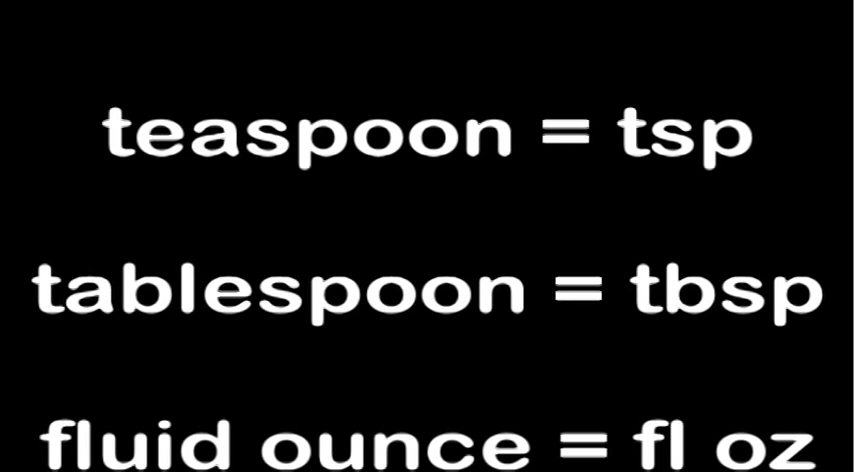 teaspoon = tsp
tablespoon = tbsp
fluid ounce = fl oz